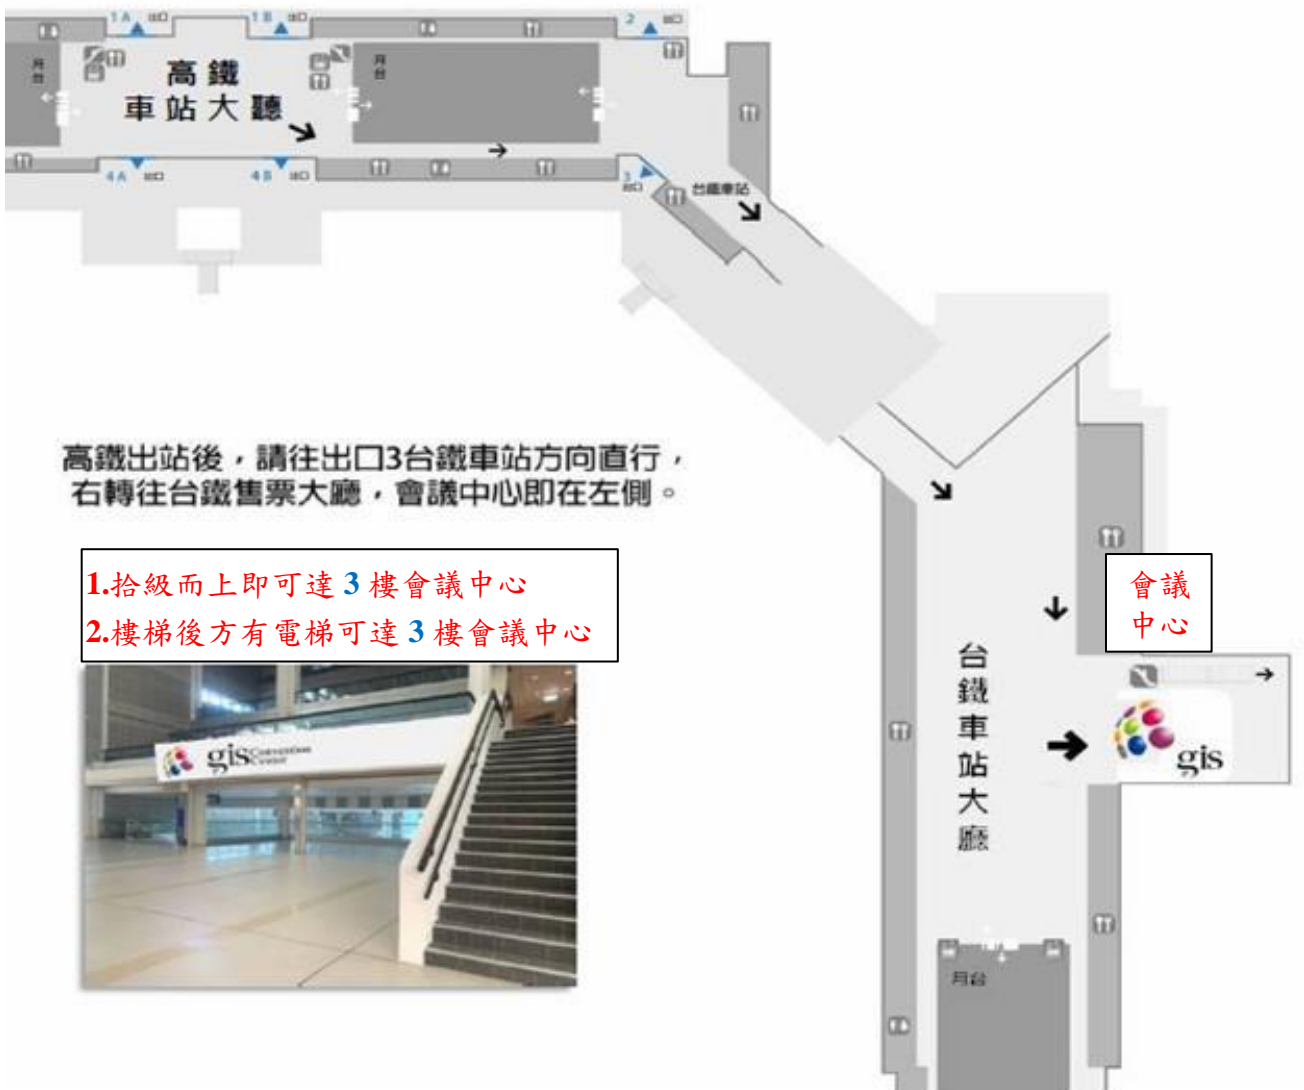 1A 出口
1B 出口
2 出口
月台
高鐵
車站大聽
月台
4A 出口
4B 出口
3
出口
台鐵車站
高鐵出站後，請往出口3台鐵車站方向直行，
右轉往台鐵售票大廳，會議中心即在左側。
1.拾級而上即可達 3 樓會議中心
2.樓梯後方有電梯可達 3 樓會議中心
gis Convention
Center
會議
中心
台鐵車站大廳
gis
月台